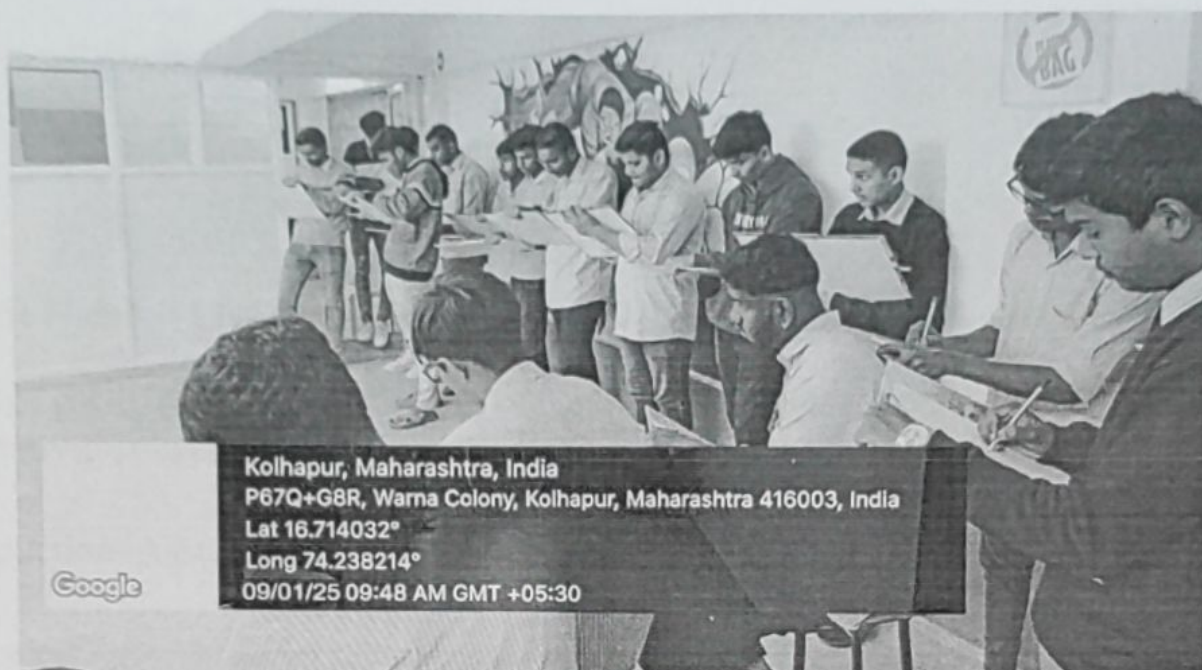 BAG
Kolhapur, Maharashtra, India
P67Q+G8R, Warna Colony, Kolhapur, Maharashtra 416003, India
Lat 16.714032°
Long 74.238214°
09/01/25 09:48 AM GMT +05:30
Google